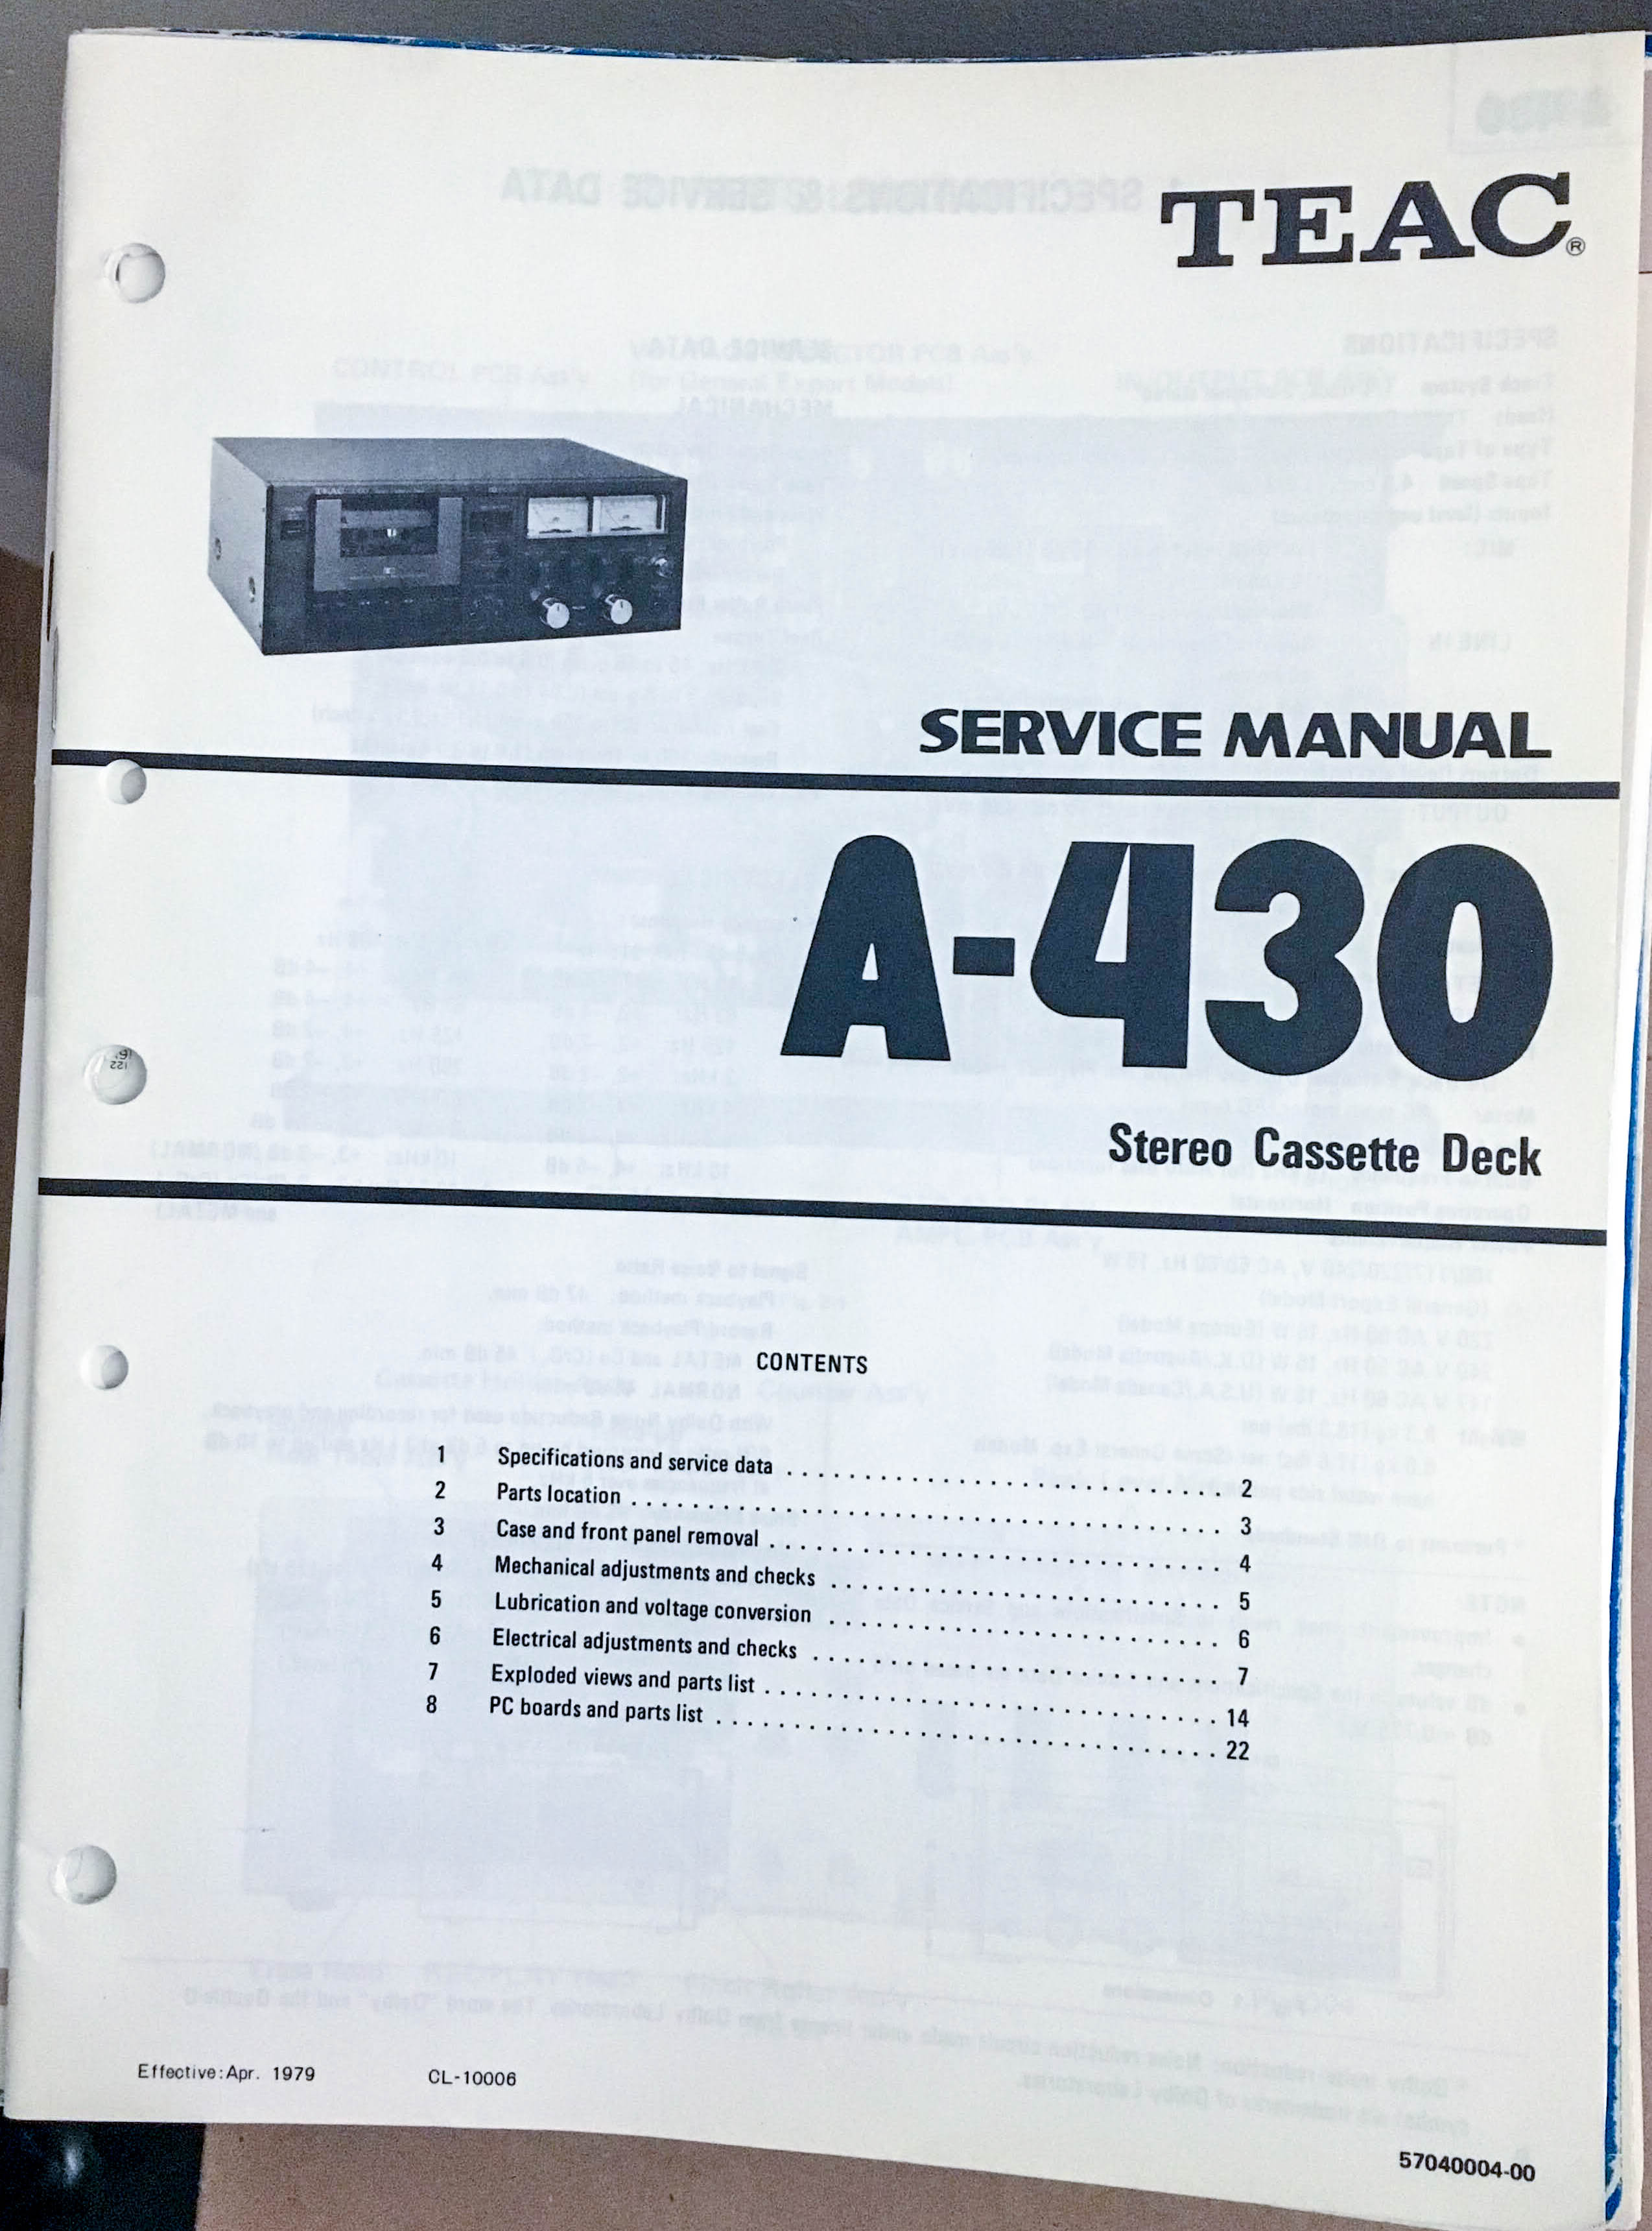 TEAC®
SERVICE MANUAL
A-430
Stereo Cassette Deck
CONTENTS
1 Specifications and service data . . . . . . . . . . . . . . . . . . . . . . . . . . . . . 2
2 Parts location . . . . . . . . . . . . . . . . . . . . . . . . . . . . . . . . . . . . . . . 3
3 Case and front panel removal . . . . . . . . . . . . . . . . . . . . . . . . . . . . . . 4
4 Mechanical adjustments and checks . . . . . . . . . . . . . . . . . . . . . . . . . . 5
5 Lubrication and voltage conversion . . . . . . . . . . . . . . . . . . . . . . . . . . 6
6 Electrical adjustments and checks . . . . . . . . . . . . . . . . . . . . . . . . . . . 7
7 Exploded views and parts list . . . . . . . . . . . . . . . . . . . . . . . . . . . . . . 14
8 PC boards and parts list . . . . . . . . . . . . . . . . . . . . . . . . . . . . . . . . . 22
Effective:Apr. 1979 CL-10006
57040004-00